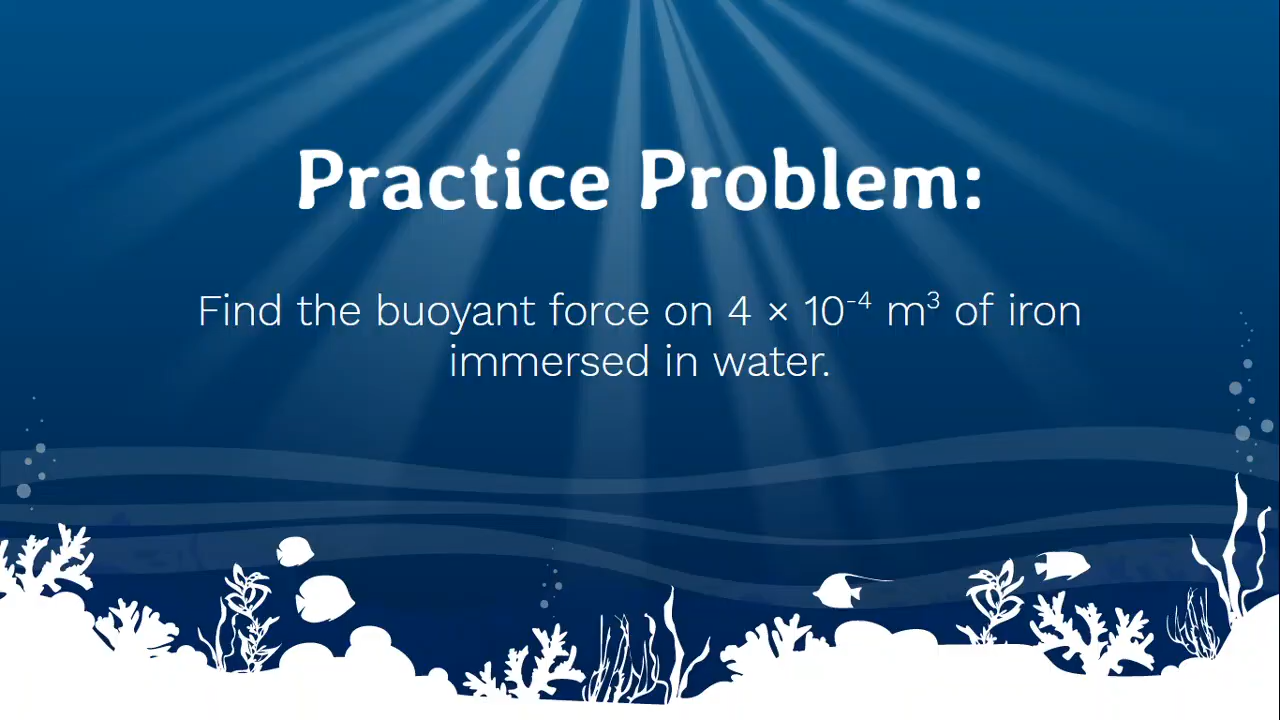 Practice Problem:
Find the buoyant force on 4 × 10⁻⁴ m³ of iron
immersed in water.